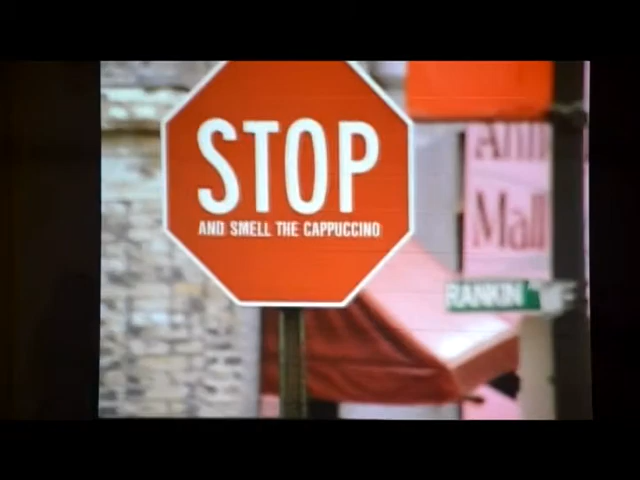 STOP
AND SMELL THE CAPPUCCINO
Mall
RANKIN